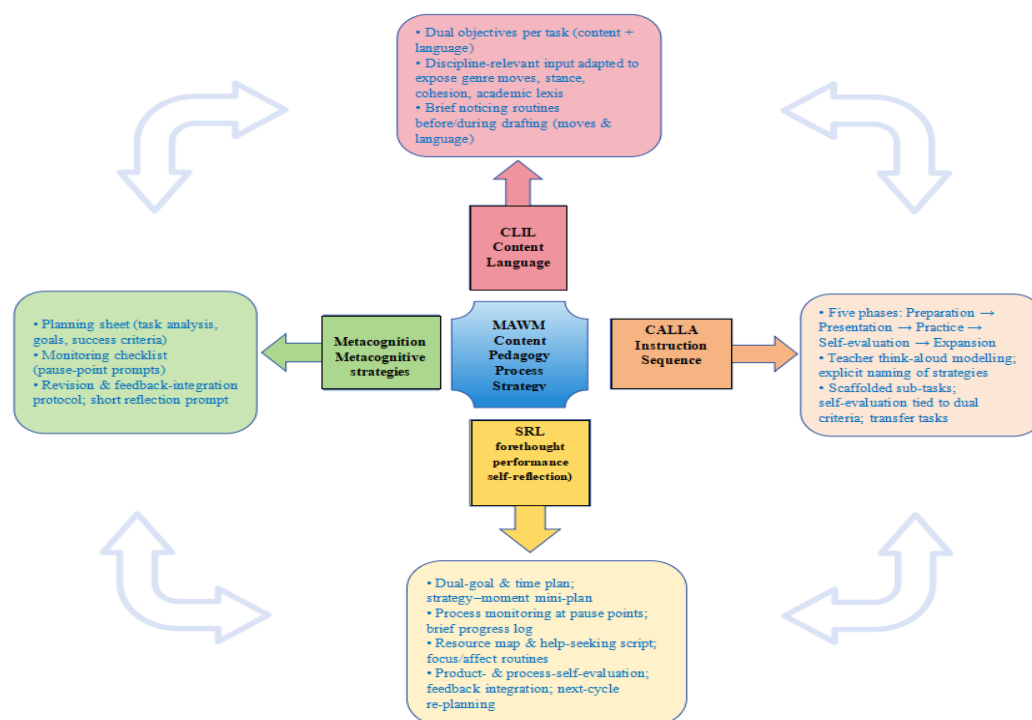 • Dual objectives per task (content +
language)
• Discipline-relevant input adapted to
expose genre moves, stance,
cohesion, academic lexis
• Brief noticing routines
before/during drafting (moves &
language)
CLIL
Content
Language
• Planning sheet (task analysis,
goals, success criteria)
• Monitoring checklist
(pause-point prompts)
• Revision & feedback-integration
protocol; short reflection prompt
Metacognition
Metacognitive
strategies
MAWM
Content
Pedagogy
Process
Strategy
CALLA
Instruction
Sequence
• Five phases: Preparation →
Presentation → Practice →
Self-evaluation → Expansion
• Teacher think-aloud modelling;
explicit naming of strategies
• Scaffolded sub-tasks;
self-evaluation tied to dual
criteria; transfer tasks
SRL
forethought
performance
self-reflection)
• Dual-goal & time plan;
strategy–moment mini-plan
• Process monitoring at pause points;
brief progress log
• Resource map & help-seeking script;
focus/affect routines
• Product- & process-self-evaluation;
feedback integration; next-cycle
re-planning